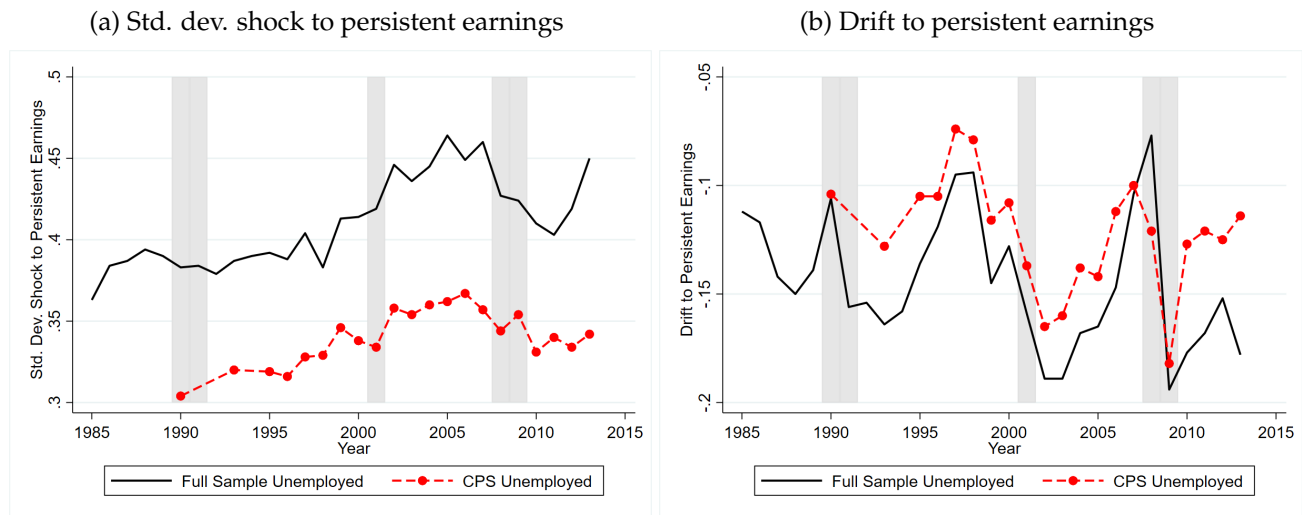 (a) Std. dev. shock to persistent earnings
Std. Dev. Shock to Persistent Earnings
.5
.45
.4
.35
.3
1985 1990 1995 2000 2005 2010 2015
Year
Full Sample Unemployed CPS Unemployed
(b) Drift to persistent earnings
Drift to Persistent Earnings
-.05
-.1
-.15
-.2
1985 1990 1995 2000 2005 2010 2015
Year
Full Sample Unemployed CPS Unemployed